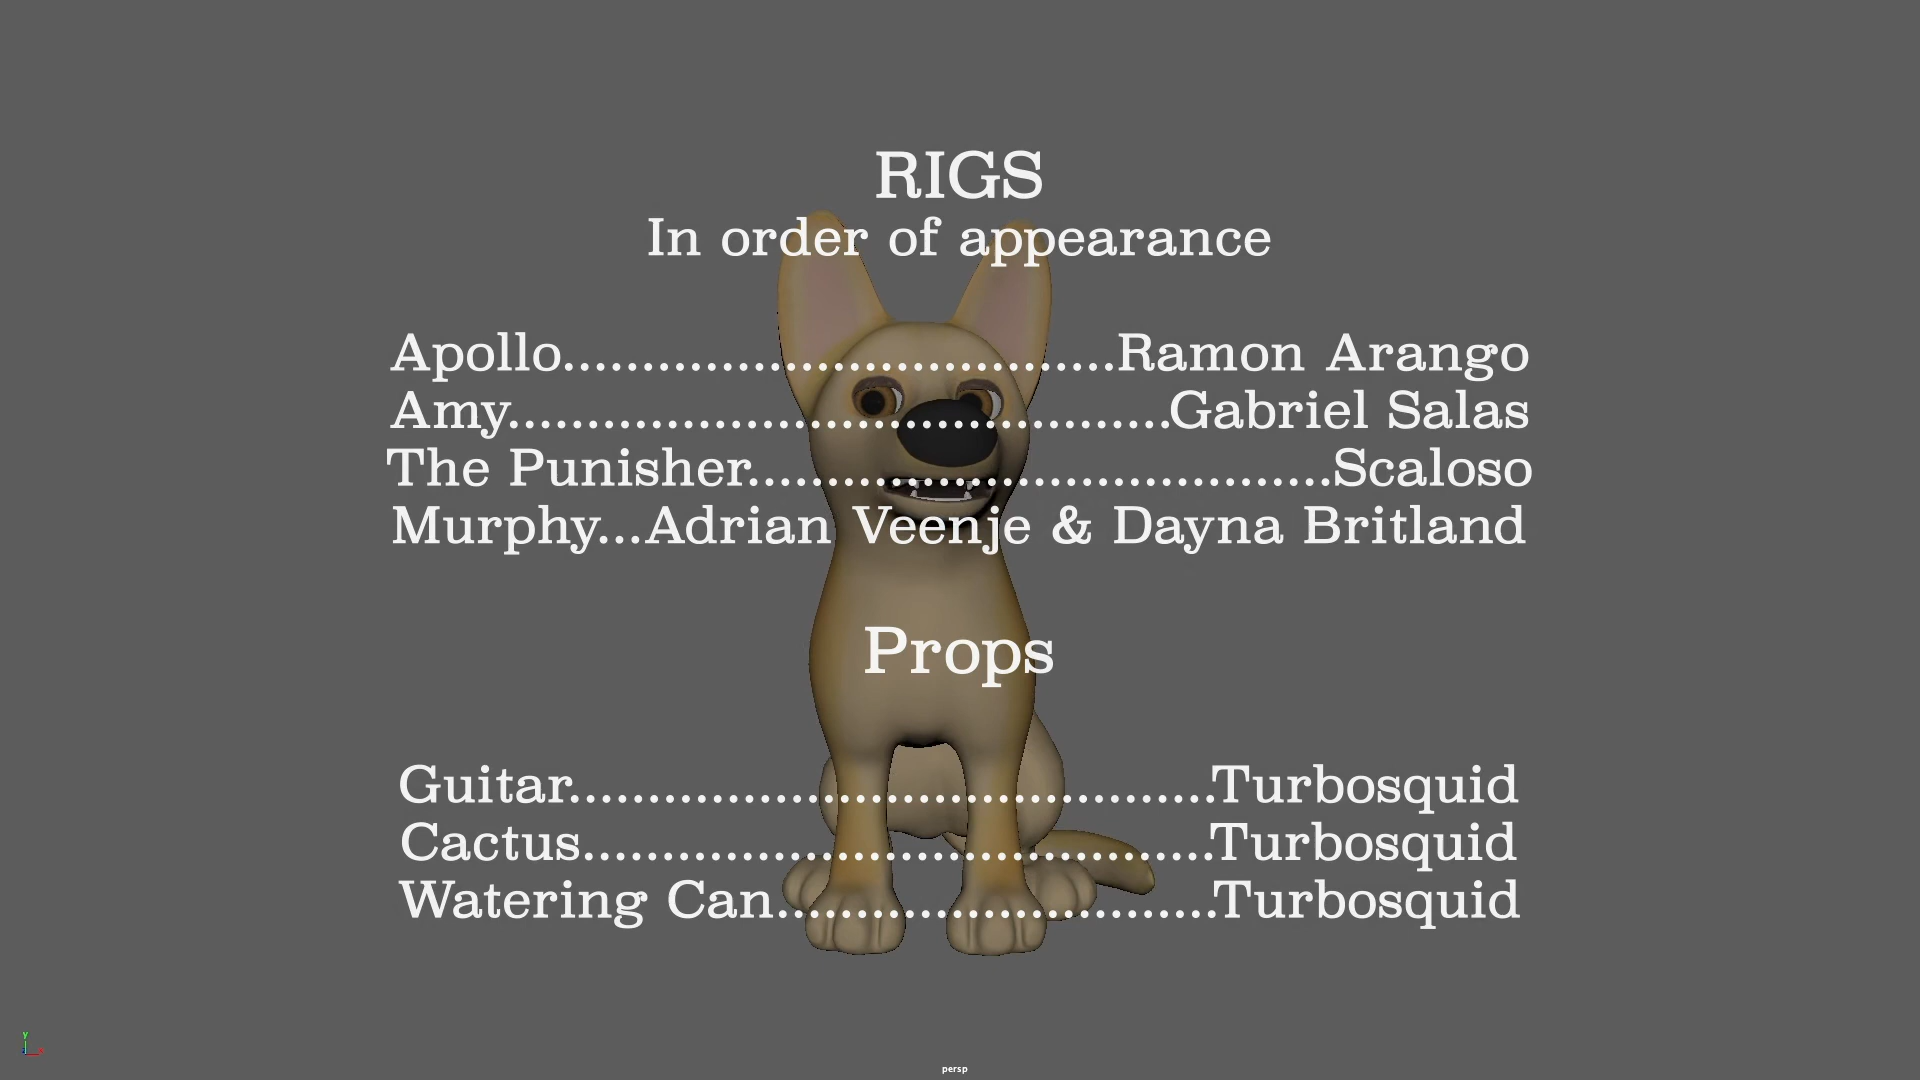 RIGS
In order of appearance
Apollo..................................Ramon Arango
Amy.........................................Gabriel Salas
The Punisher....................................Scaloso
Murphy...Adrian Veenje & Dayna Britland
Props
Guitar........................................Turbosquid
Cactus.......................................Turbosquid
Watering Can...........................Turbosquid
y
persp